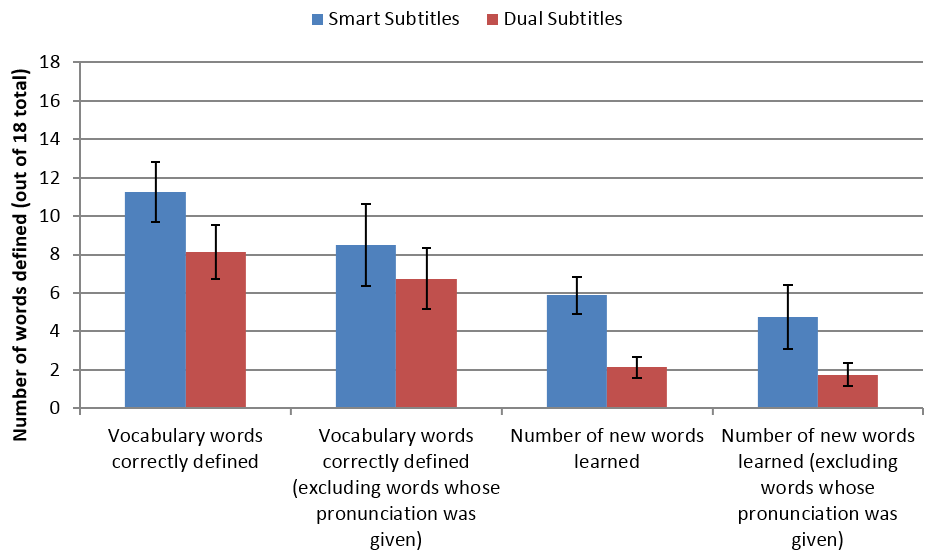 Smart Subtitles
Dual Subtitles
Number of words defined (out of 18 total)
18
16
14
12
10
8
6
4
2
0
Vocabulary words
correctly defined
Vocabulary words
correctly defined
(excluding words whose
pronunciation was
given)
Number of new words
learned
Number of new words
learned (excluding
words whose
pronunciation was
given)